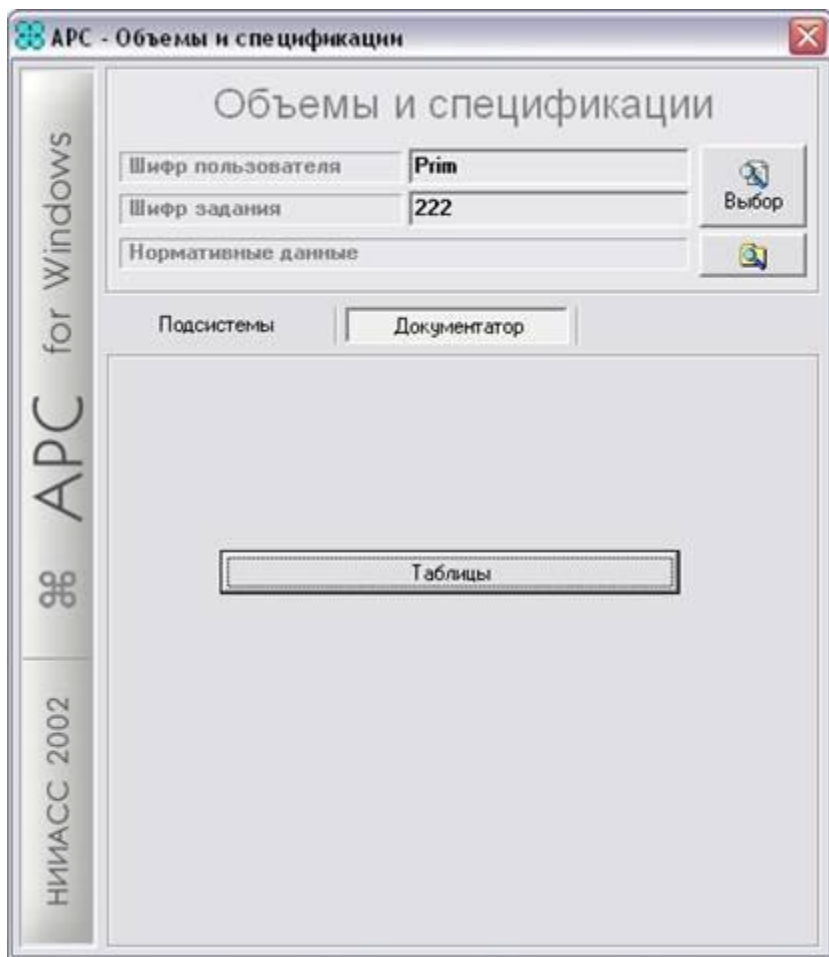 АРС - Объемы и спецификации
Объемы и спецификации
Шифр пользователя Prim
Выбор
Шифр задания 222
Нормативные данные
Подсистемы Документатор
Таблицы
АРС for Windows
НИИАСС 2002